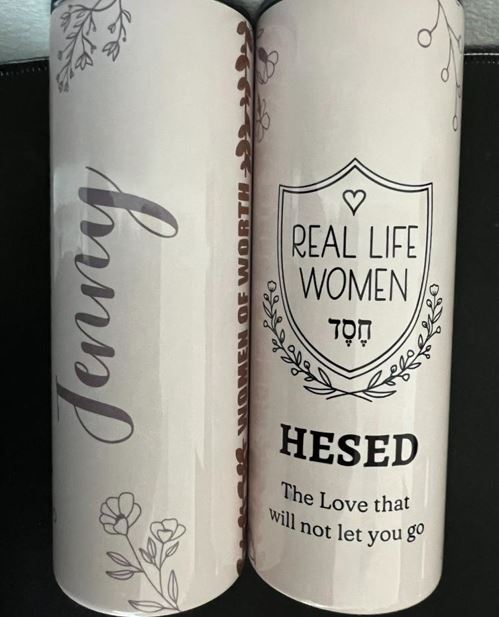 Jenny
WOMEN OF WORTH
REAL LIFE
WOMEN
חֶסֶד
HESED
The Love that
will not let you go